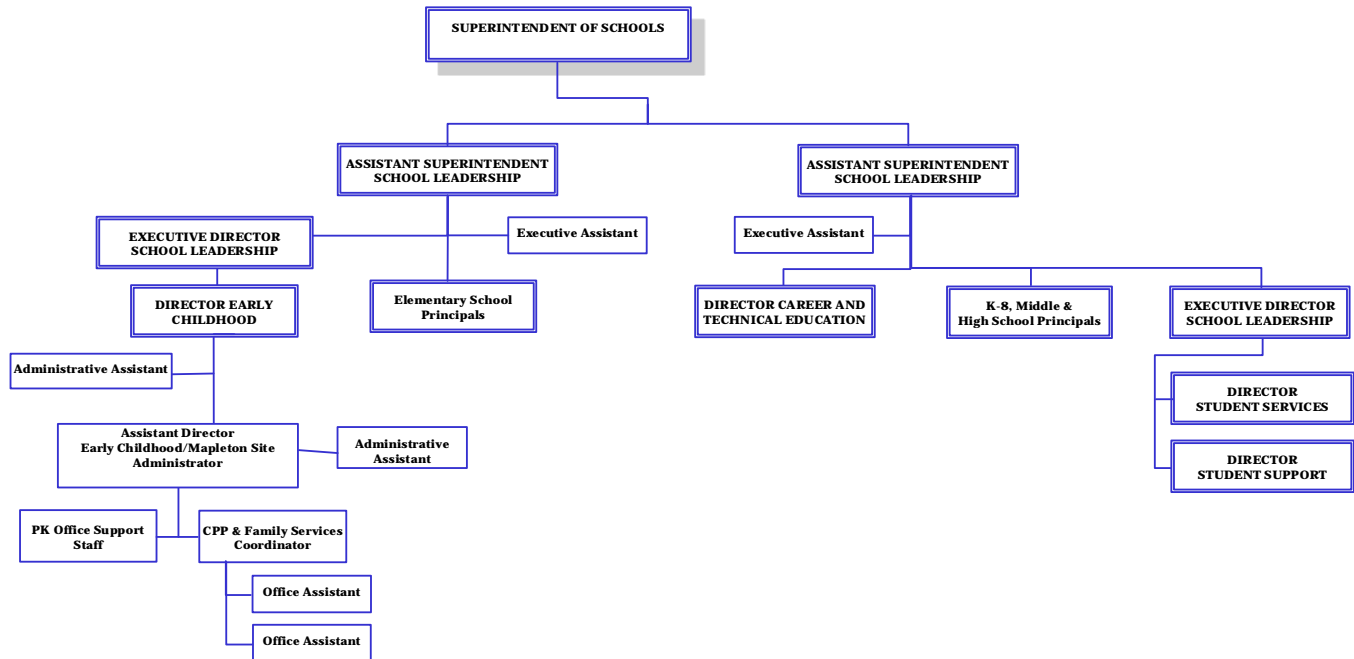 SUPERINTENDENT OF SCHOOLS
ASSISTANT SUPERINTENDENT
SCHOOL LEADERSHIP
ASSISTANT SUPERINTENDENT
SCHOOL LEADERSHIP
EXECUTIVE DIRECTOR
SCHOOL LEADERSHIP
Executive Assistant
Executive Assistant
DIRECTOR EARLY
CHILDHOOD
Elementary School
Principals
DIRECTOR CAREER AND
TECHNICAL EDUCATION
K-8, Middle &
High School Principals
EXECUTIVE DIRECTOR
SCHOOL LEADERSHIP
Administrative Assistant
DIRECTOR
STUDENT SERVICES
Assistant Director
Early Childhood/Mapleton Site
Administrator
Administrative
Assistant
DIRECTOR
STUDENT SUPPORT
PK Office Support
Staff
CPP & Family Services
Coordinator
Office Assistant
Office Assistant